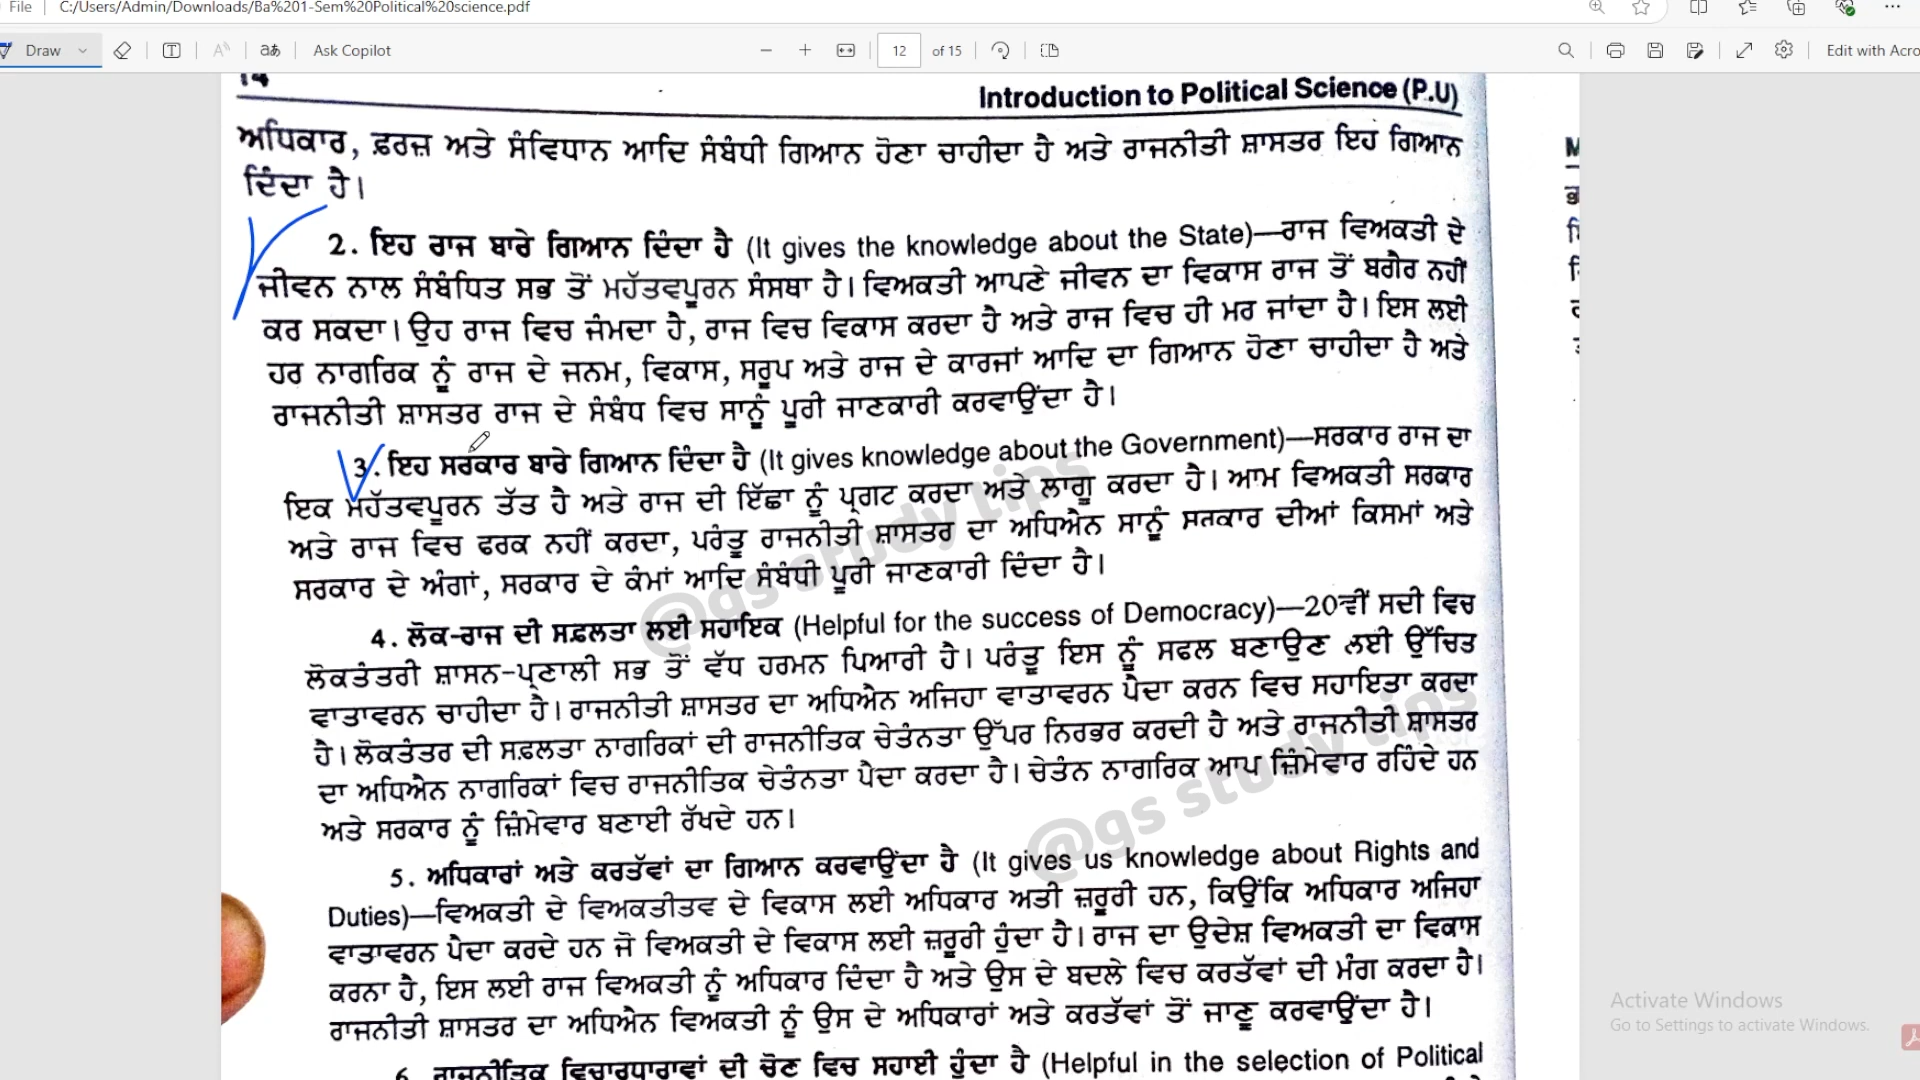 File
C:/Users/Admin/Downloads/Ba%201-Sem%20Political%20science.pdf
Draw
Ask Copilot
12 of 15
Edit with Acro
14
Introduction to Political Science (P.U)
ਅਧਿਕਾਰ, ਫ਼ਰਜ਼ ਅਤੇ ਸੰਵਿਧਾਨ ਆਦਿ ਸੰਬੰਧੀ ਗਿਆਨ ਹੋਣਾ ਚਾਹੀਦਾ ਹੈ ਅਤੇ ਰਾਜਨੀਤੀ ਸ਼ਾਸਤਰ ਇਹ ਗਿਆਨ
ਦਿੰਦਾ ਹੈ।
2. ਇਹ ਰਾਜ ਬਾਰੇ ਗਿਆਨ ਦਿੰਦਾ ਹੈ (It gives the knowledge about the State)—ਰਾਜ ਵਿਅਕਤੀ ਦੇ
ਜੀਵਨ ਨਾਲ ਸੰਬੰਧਿਤ ਸਭ ਤੋਂ ਮਹੱਤਵਪੂਰਨ ਸੰਸਥਾ ਹੈ। ਵਿਅਕਤੀ ਆਪਣੇ ਜੀਵਨ ਦਾ ਵਿਕਾਸ ਰਾਜ ਤੋਂ ਬਗੈਰ ਨਹੀਂ
ਕਰ ਸਕਦਾ। ਉਹ ਰਾਜ ਵਿਚ ਜੰਮਦਾ ਹੈ, ਰਾਜ ਵਿਚ ਵਿਕਾਸ ਕਰਦਾ ਹੈ ਅਤੇ ਰਾਜ ਵਿਚ ਹੀ ਮਰ ਜਾਂਦਾ ਹੈ। ਇਸ ਲਈ
ਹਰ ਨਾਗਰਿਕ ਨੂੰ ਰਾਜ ਦੇ ਜਨਮ, ਵਿਕਾਸ, ਸਰੂਪ ਅਤੇ ਰਾਜ ਦੇ ਕਾਰਜਾਂ ਆਦਿ ਦਾ ਗਿਆਨ ਹੋਣਾ ਚਾਹੀਦਾ ਹੈ ਅਤੇ
ਰਾਜਨੀਤੀ ਸ਼ਾਸਤਰ ਰਾਜ ਦੇ ਸੰਬੰਧ ਵਿਚ ਸਾਨੂੰ ਪੂਰੀ ਜਾਣਕਾਰੀ ਕਰਵਾਉਂਦਾ ਹੈ।
3. ਇਹ ਸਰਕਾਰ ਬਾਰੇ ਗਿਆਨ ਦਿੰਦਾ ਹੈ (It gives knowledge about the Government)—ਸਰਕਾਰ ਰਾਜ ਦਾ
ਇਕ ਮਹੱਤਵਪੂਰਨ ਤੱਤ ਹੈ ਅਤੇ ਰਾਜ ਦੀ ਇੱਛਾ ਨੂੰ ਪ੍ਰਗਟ ਕਰਦਾ ਅਤੇ ਲਾਗੂ ਕਰਦਾ ਹੈ। ਆਮ ਵਿਅਕਤੀ ਸਰਕਾਰ
ਅਤੇ ਰਾਜ ਵਿਚ ਫਰਕ ਨਹੀਂ ਕਰਦਾ, ਪਰੰਤੂ ਰਾਜਨੀਤੀ ਸ਼ਾਸਤਰ ਦਾ ਅਧਿਐਨ ਸਾਨੂੰ ਸਰਕਾਰ ਦੀਆਂ ਕਿਸਮਾਂ ਅਤੇ
ਸਰਕਾਰ ਦੇ ਅੰਗਾਂ, ਸਰਕਾਰ ਦੇ ਕੰਮਾਂ ਆਦਿ ਸੰਬੰਧੀ ਪੂਰੀ ਜਾਣਕਾਰੀ ਦਿੰਦਾ ਹੈ।
@gs study tips
4. ਲੋਕ-ਰਾਜ ਦੀ ਸਫ਼ਲਤਾ ਲਈ ਸਹਾਇਕ (Helpful for the success of Democracy)—20ਵੀਂ ਸਦੀ ਵਿਚ
ਲੋਕਤੰਤਰੀ ਸ਼ਾਸਨ-ਪ੍ਰਣਾਲੀ ਸਭ ਤੋਂ ਵੱਧ ਹਰਮਨ ਪਿਆਰੀ ਹੈ। ਪਰੰਤੂ ਇਸ ਨੂੰ ਸਫਲ ਬਣਾਉਣ ਲਈ ਉੱਚਿਤ
ਵਾਤਾਵਰਨ ਚਾਹੀਦਾ ਹੈ। ਰਾਜਨੀਤੀ ਸ਼ਾਸਤਰ ਦਾ ਅਧਿਐਨ ਅਜਿਹਾ ਵਾਤਾਵਰਨ ਪੈਦਾ ਕਰਨ ਵਿਚ ਸਹਾਇਤਾ ਕਰਦਾ
ਹੈ। ਲੋਕਤੰਤਰ ਦੀ ਸਫ਼ਲਤਾ ਨਾਗਰਿਕਾਂ ਦੀ ਰਾਜਨੀਤਿਕ ਚੇਤੰਨਤਾ ਉੱਪਰ ਨਿਰਭਰ ਕਰਦੀ ਹੈ ਅਤੇ ਰਾਜਨੀਤੀ ਸ਼ਾਸਤਰ
ਦਾ ਅਧਿਐਨ ਨਾਗਰਿਕਾਂ ਵਿਚ ਰਾਜਨੀਤਿਕ ਚੇਤੰਨਤਾ ਪੈਦਾ ਕਰਦਾ ਹੈ। ਚੇਤੰਨ ਨਾਗਰਿਕ ਆਪ ਜ਼ਿੰਮੇਵਾਰ ਰਹਿੰਦੇ ਹਨ
ਅਤੇ ਸਰਕਾਰ ਨੂੰ ਜ਼ਿੰਮੇਵਾਰ ਬਣਾਈ ਰੱਖਦੇ ਹਨ।
@gs study tips
5. ਅਧਿਕਾਰਾਂ ਅਤੇ ਕਰਤੱਵਾਂ ਦਾ ਗਿਆਨ ਕਰਵਾਉਂਦਾ ਹੈ (It gives us knowledge about Rights and
Duties)—ਵਿਅਕਤੀ ਦੇ ਵਿਅਕਤੀਤਵ ਦੇ ਵਿਕਾਸ ਲਈ ਅਧਿਕਾਰ ਅਤੀ ਜ਼ਰੂਰੀ ਹਨ, ਕਿਉਂਕਿ ਅਧਿਕਾਰ ਅਜਿਹਾ
ਵਾਤਾਵਰਨ ਪੈਦਾ ਕਰਦੇ ਹਨ ਜੋ ਵਿਅਕਤੀ ਦੇ ਵਿਕਾਸ ਲਈ ਜ਼ਰੂਰੀ ਹੁੰਦਾ ਹੈ। ਰਾਜ ਦਾ ਉਦੇਸ਼ ਵਿਅਕਤੀ ਦਾ ਵਿਕਾਸ
ਕਰਨਾ ਹੈ, ਇਸ ਲਈ ਰਾਜ ਵਿਅਕਤੀ ਨੂੰ ਅਧਿਕਾਰ ਦਿੰਦਾ ਹੈ ਅਤੇ ਉਸ ਦੇ ਬਦਲੇ ਵਿਚ ਕਰਤੱਵਾਂ ਦੀ ਮੰਗ ਕਰਦਾ ਹੈ।
ਰਾਜਨੀਤੀ ਸ਼ਾਸਤਰ ਦਾ ਅਧਿਐਨ ਵਿਅਕਤੀ ਨੂੰ ਉਸ ਦੇ ਅਧਿਕਾਰਾਂ ਅਤੇ ਕਰਤੱਵਾਂ ਤੋਂ ਜਾਣੂ ਕਰਵਾਉਂਦਾ ਹੈ।
6. ਰਾਜਨੀਤਿਕ ਵਿਚਾਰਧਾਰਾਵਾਂ ਦੀ ਚੋਣ ਵਿਚ ਸਹਾਈ ਹੁੰਦਾ ਹੈ (Helpful in the selection of Political
Activate Windows
Go to Settings to activate Windows.